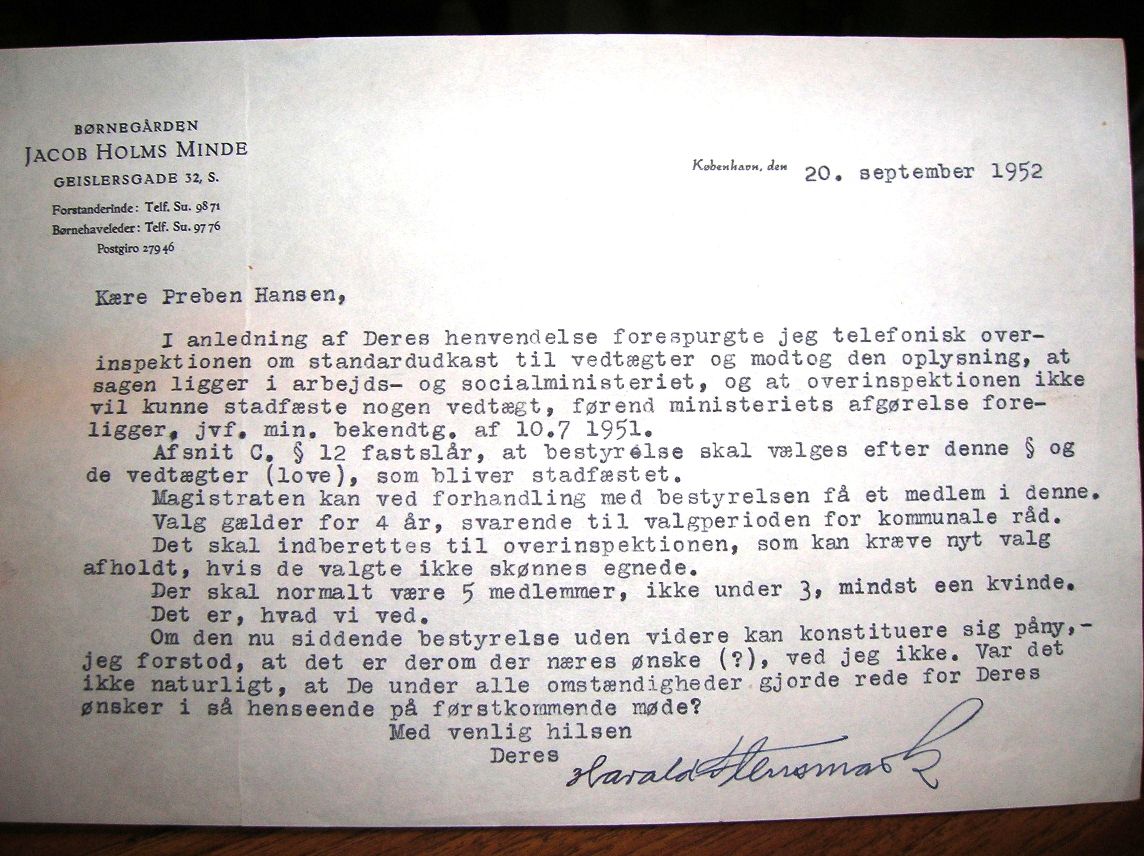 BØRNEGÅRDEN
JACOB HOLMS MINDE
GEISLERSGADE 32, S.
Forstanderinde: Telf. Su. 9871
Børnehaveleder: Telf. Su. 9776
Postgiro 27946
København, den 20. september 1952
Kære Preben Hansen,
I anledning af Deres henvendelse forespurgte jeg telefonisk over-
inspektionen om standardudkast til vedtægter og modtog den oplysning, at
sagen ligger i arbejds- og socialministeriet, og at overinspektionen ikke
vil kunne stadfæste nogen vedtægt, førend ministeriets afgørelse fore-
ligger, jvf. min. bekendtg. af 10.7 1951.
Afsnit C. § 12 fastslår, at bestyrelse skal vælges efter denne § og
de vedtægter (love), som bliver stadfæstet.
Magistraten kan ved forhandling med bestyrelsen få et medlem i denne.
Valg gælder for 4 år, svarende til valgperioden for kommunale råd.
Det skal indberettes til overinspektionen, som kan kræve nyt valg
afholdt, hvis de valgte ikke skønnes egnede.
Der skal normalt være 5 medlemmer, ikke under 3, mindst een kvinde.
Det er, hvad vi ved.
Om den nu siddende bestyrelse uden videre kan konstituere sig påny,-
jeg forstod, at det er derom der næres ønske (?), ved jeg ikke. Var det
ikke naturligt, at De under alle omstændigheder gjorde rede for Deres
ønsker i så henseende på førstkommende møde?
Med venlig hilsen
Deres
Harald